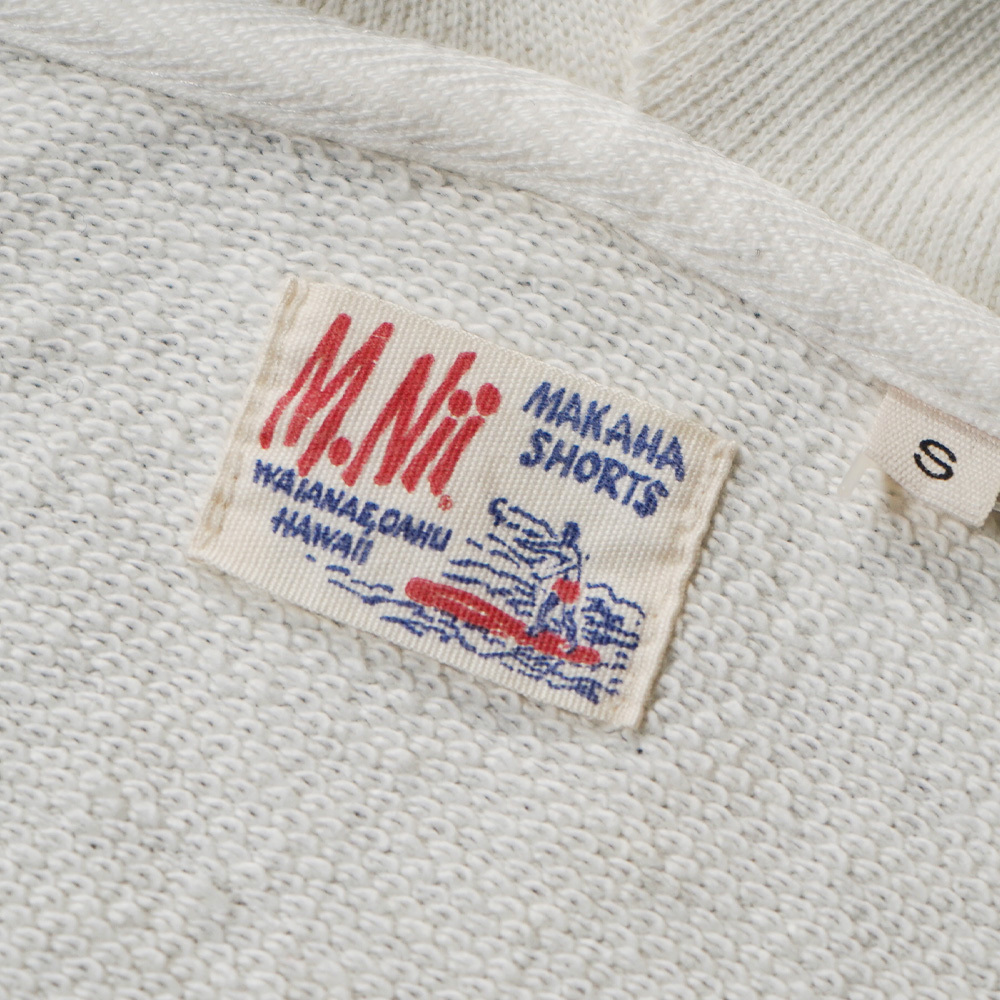 M.Nii®
WAIANAE, OAHU
HAWAII
MAKAHA
SHORTS
S